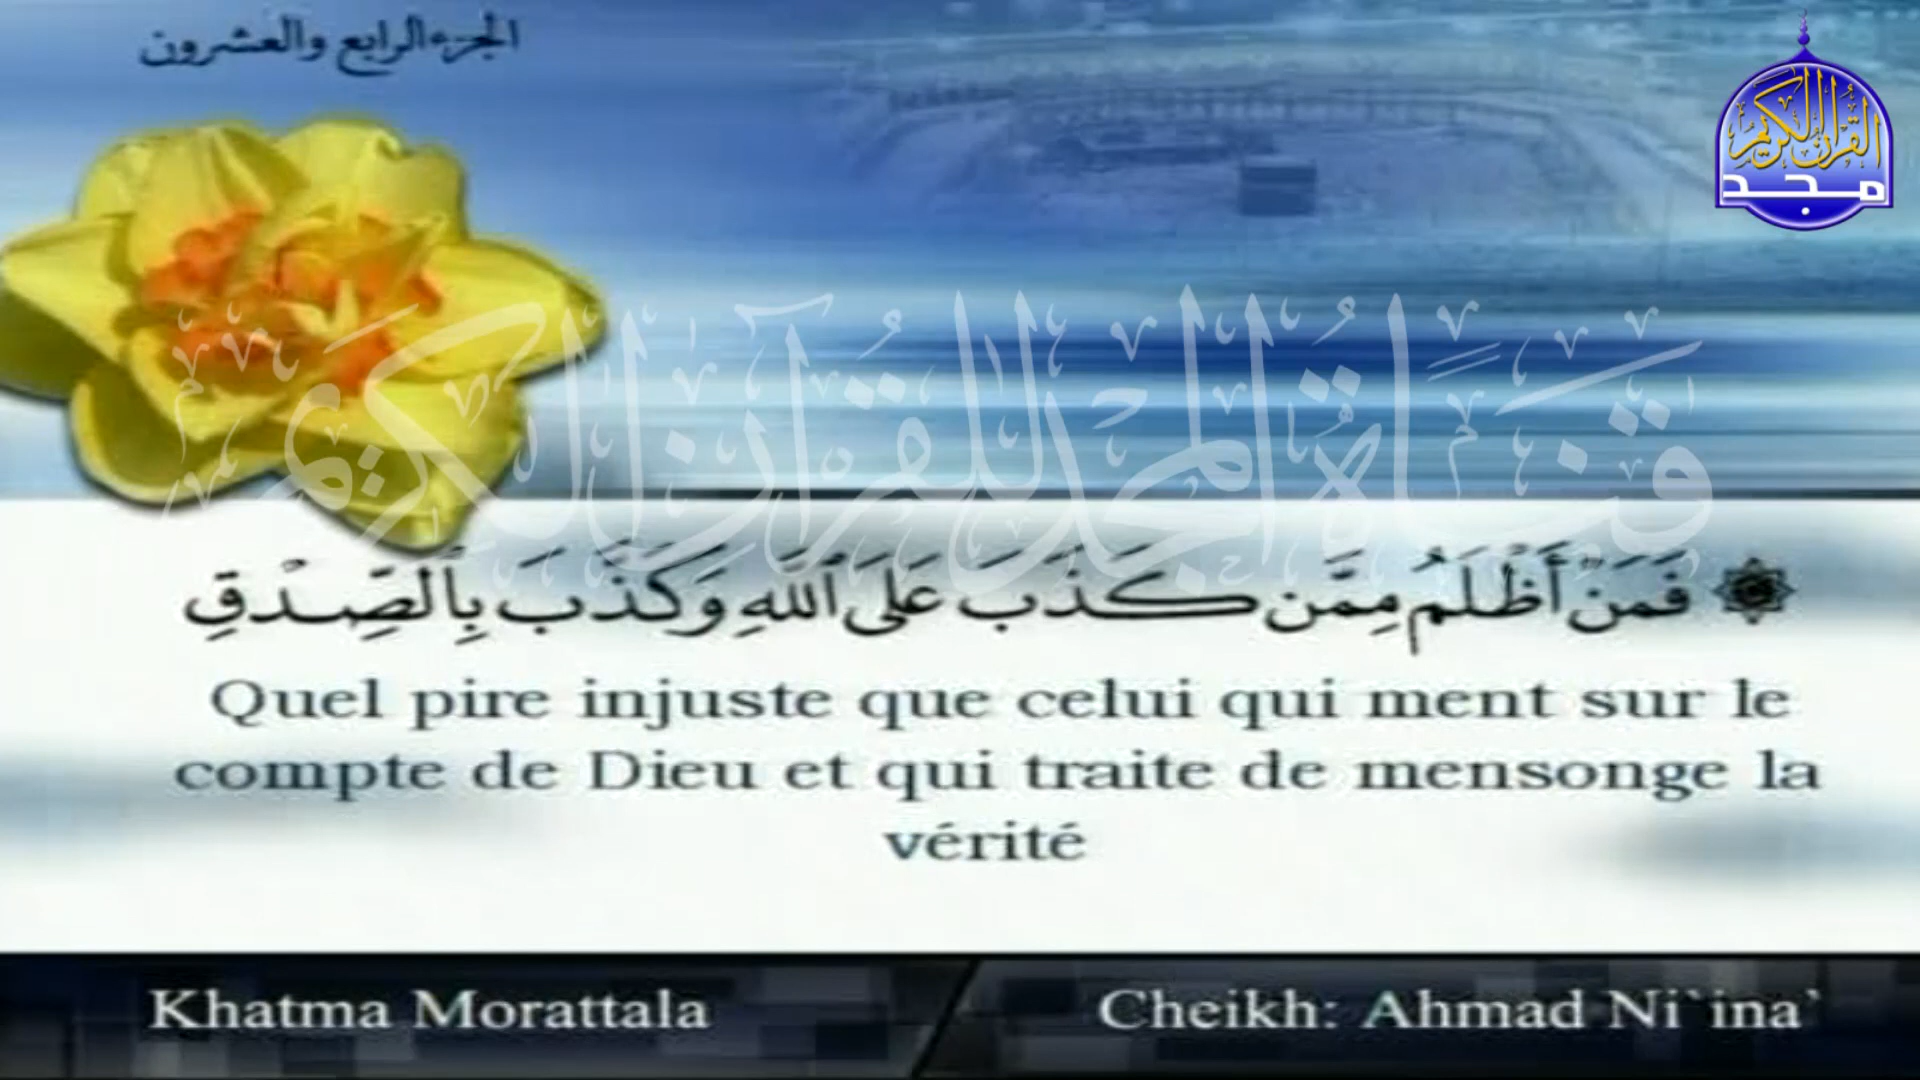 الجزء الرابع والعشرون
القرآن الكريم
مجد
قناة المجد للقرآن الكريم
۞ فَمَنْ أَظْلَمُ مِمَّن كَذَبَ عَلَى ٱللَّهِ وَكَذَّبَ بِٱلصِّدْقِ
Quel pire injuste que celui qui ment sur le
compte de Dieu et qui traite de mensonge la
vérité
Khatma Morattala
Cheikh: Ahmad Ni`ina`